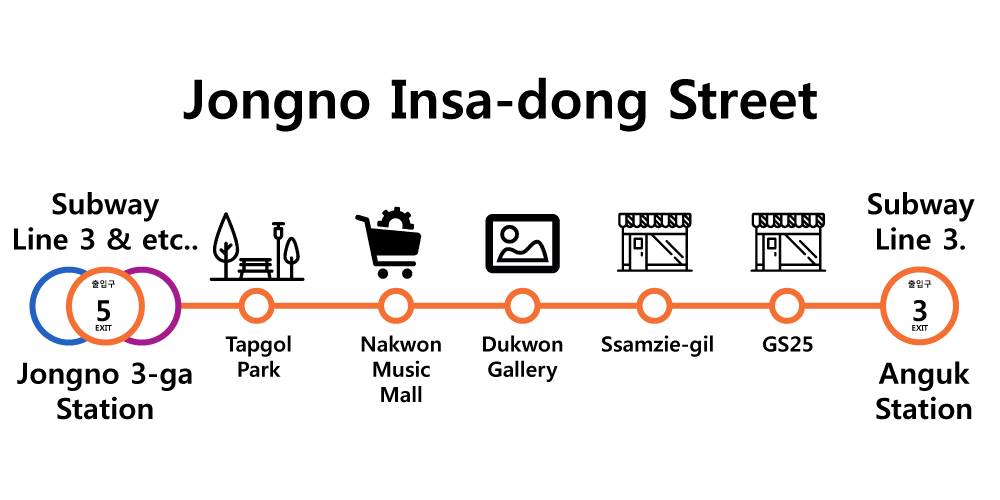 Jongno Insa-dong Street
Subway
Line 3 & etc..
출입구
5
EXIT
Jongno 3-ga
Station
Tapgol
Park
Nakwon
Music
Mall
Dukwon
Gallery
Ssamzie-gil
GS25
Subway
Line 3.
출입구
3
EXIT
Anguk
Station